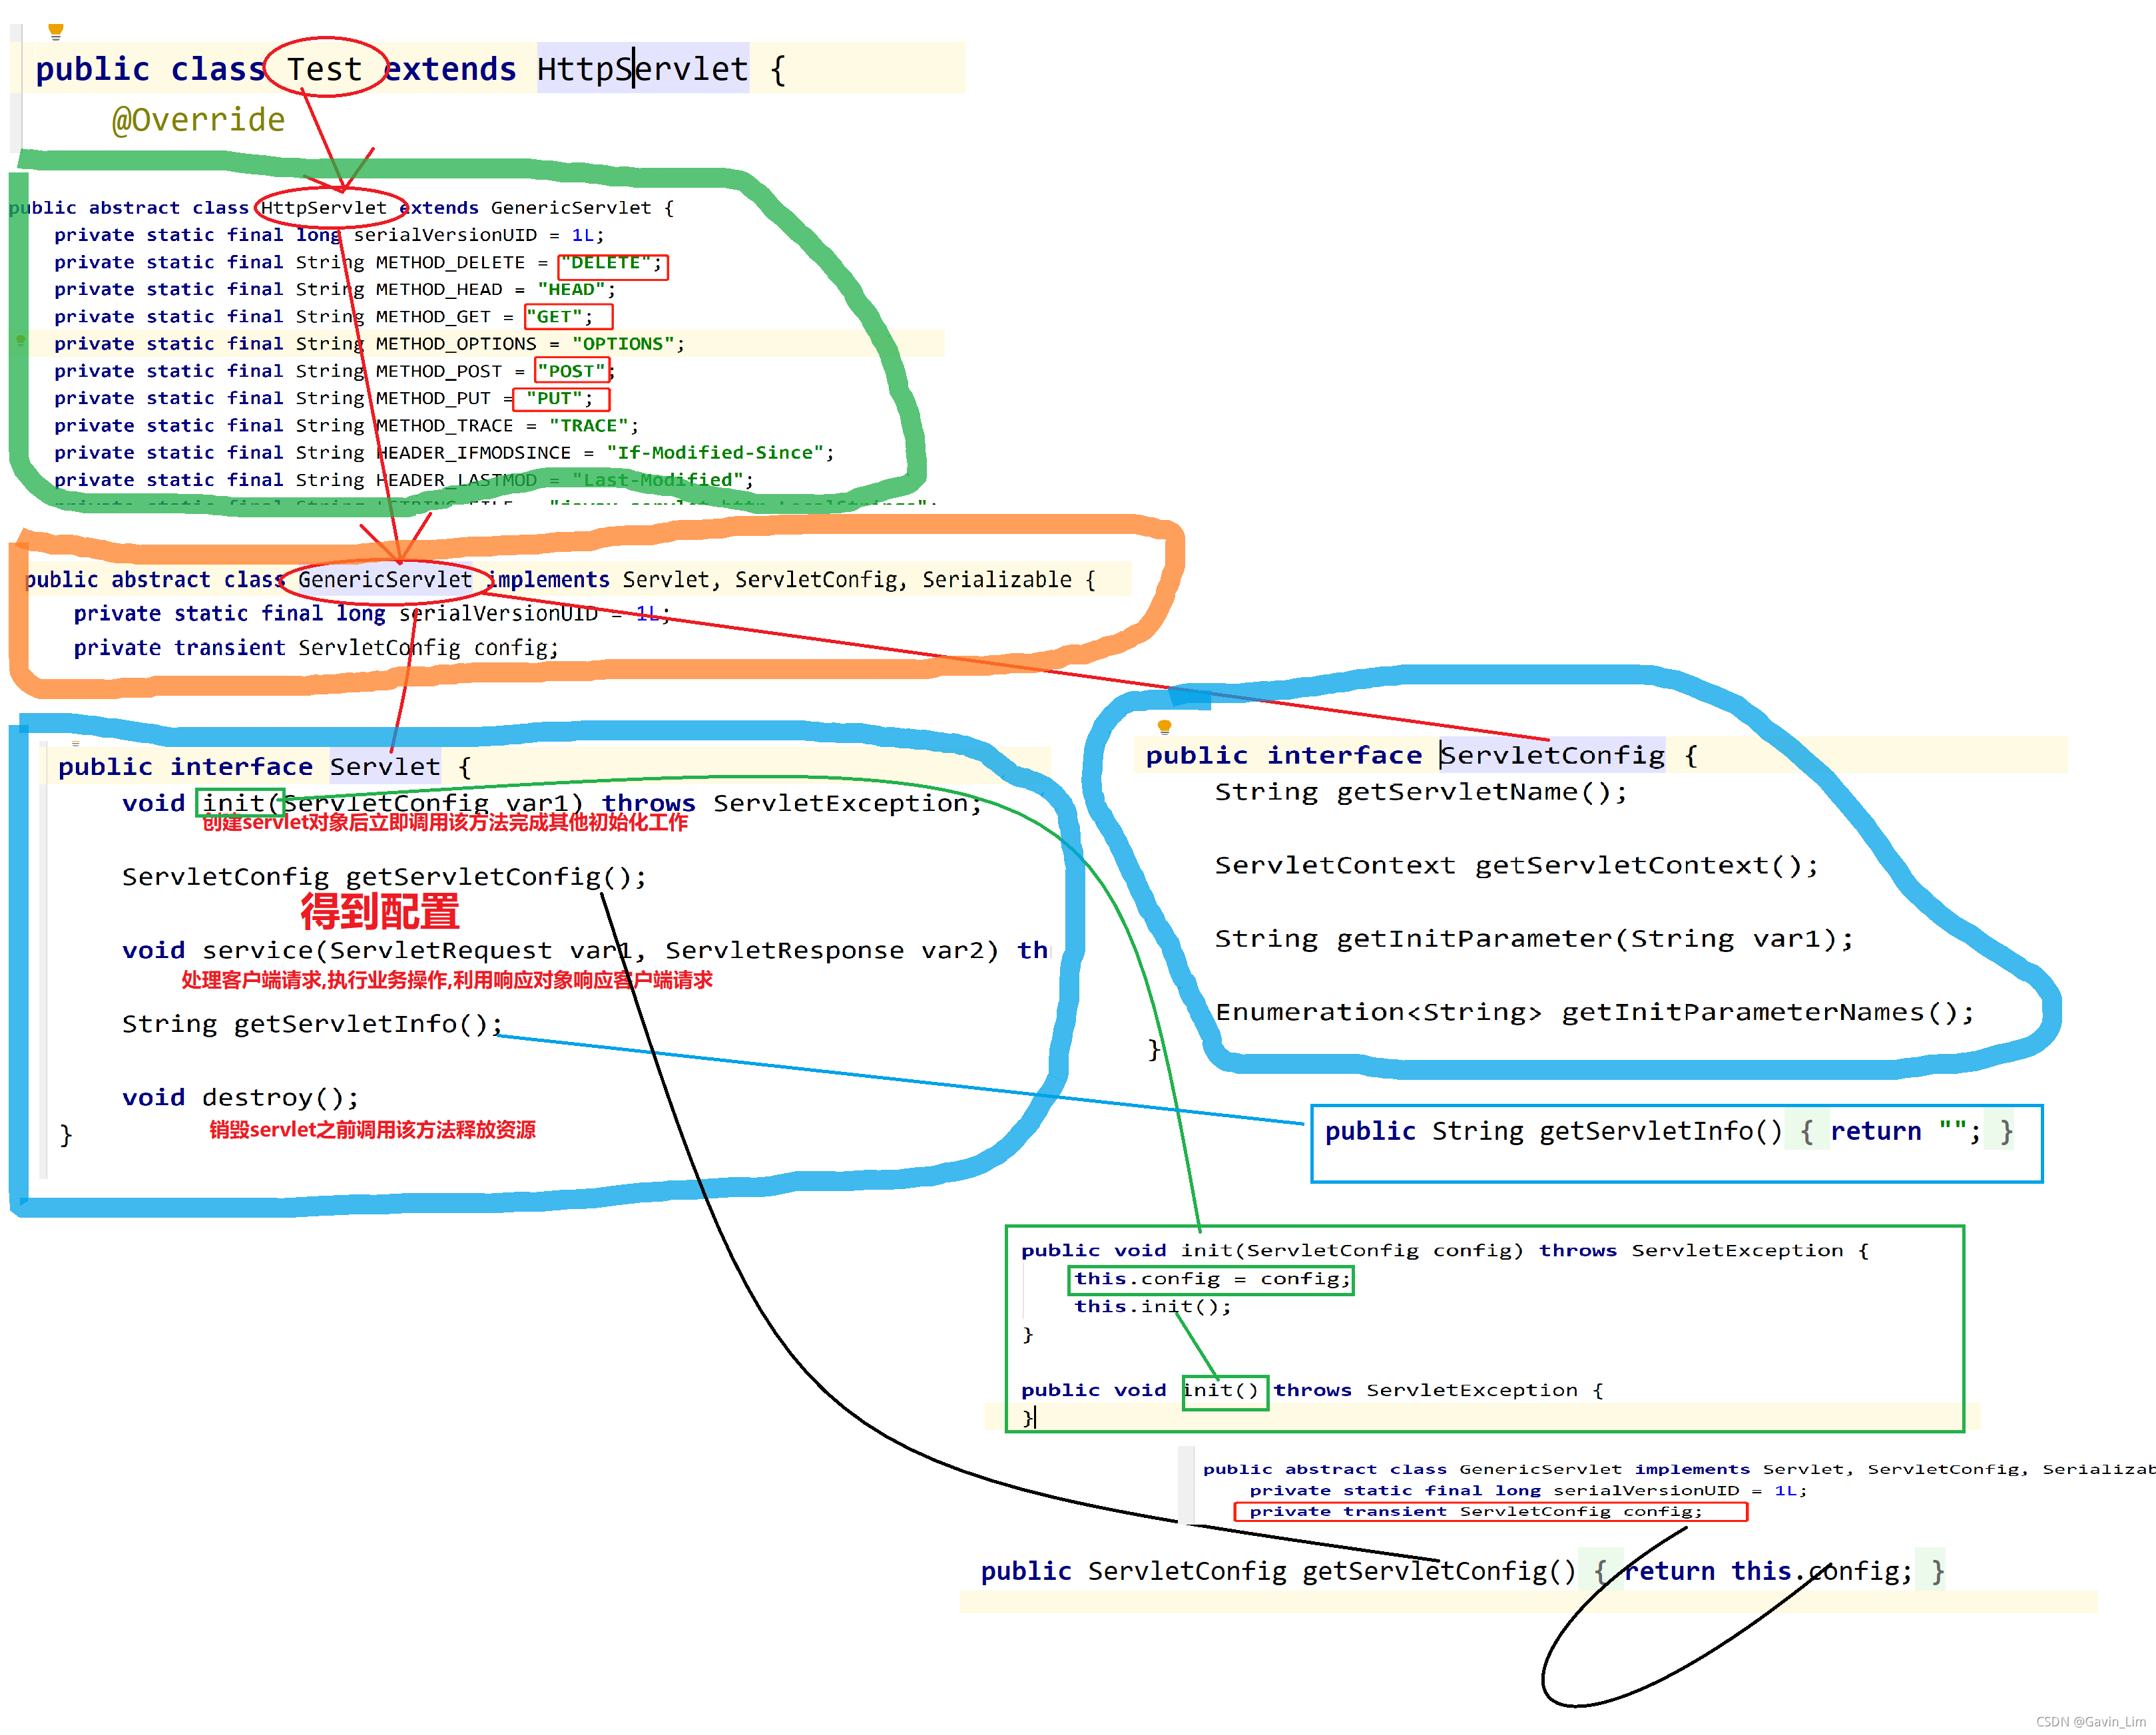 public class Test extends HttpServlet {
@Override
public abstract class HttpServlet extends GenericServlet {
private static final long serialVersionUID = 1L;
private static final String METHOD_DELETE = "DELETE";
private static final String METHOD_HEAD = "HEAD";
private static final String METHOD_GET = "GET";
private static final String METHOD_OPTIONS = "OPTIONS";
private static final String METHOD_POST = "POST";
private static final String METHOD_PUT = "PUT";
private static final String METHOD_TRACE = "TRACE";
private static final String HEADER_IFMODSINCE = "If-Modified-Since";
private static final String HEADER_LASTMOD = "Last-Modified";
public abstract class GenericServlet implements Servlet, ServletConfig, Serializable {
private static final long serialVersionUID = 1L;
private transient ServletConfig config;
public interface Servlet {
void init(ServletConfig var1) throws ServletException;
创建servlet对象后立即调用该方法完成其他初始化工作
ServletConfig getServletConfig();
得到配置
void service(ServletRequest var1, ServletResponse var2) th
处理客户端请求,执行业务操作,利用响应对象响应客户端请求
String getServletInfo();
void destroy();
销毁servlet之前调用该方法释放资源
}
public interface ServletConfig {
String getServletName();
ServletContext getServletContext();
String getInitParameter(String var1);
Enumeration<String> getInitParameterNames();
}
public String getServletInfo() { return ""; }
public void init(ServletConfig config) throws ServletException {
this.config = config;
this.init();
}
public void init() throws ServletException {
}
public abstract class GenericServlet implements Servlet, ServletConfig, Serializab
private static final long serialVersionUID = 1L;
private transient ServletConfig config;
public ServletConfig getServletConfig() { return this.config; }
CSDN @Gavin_Lim